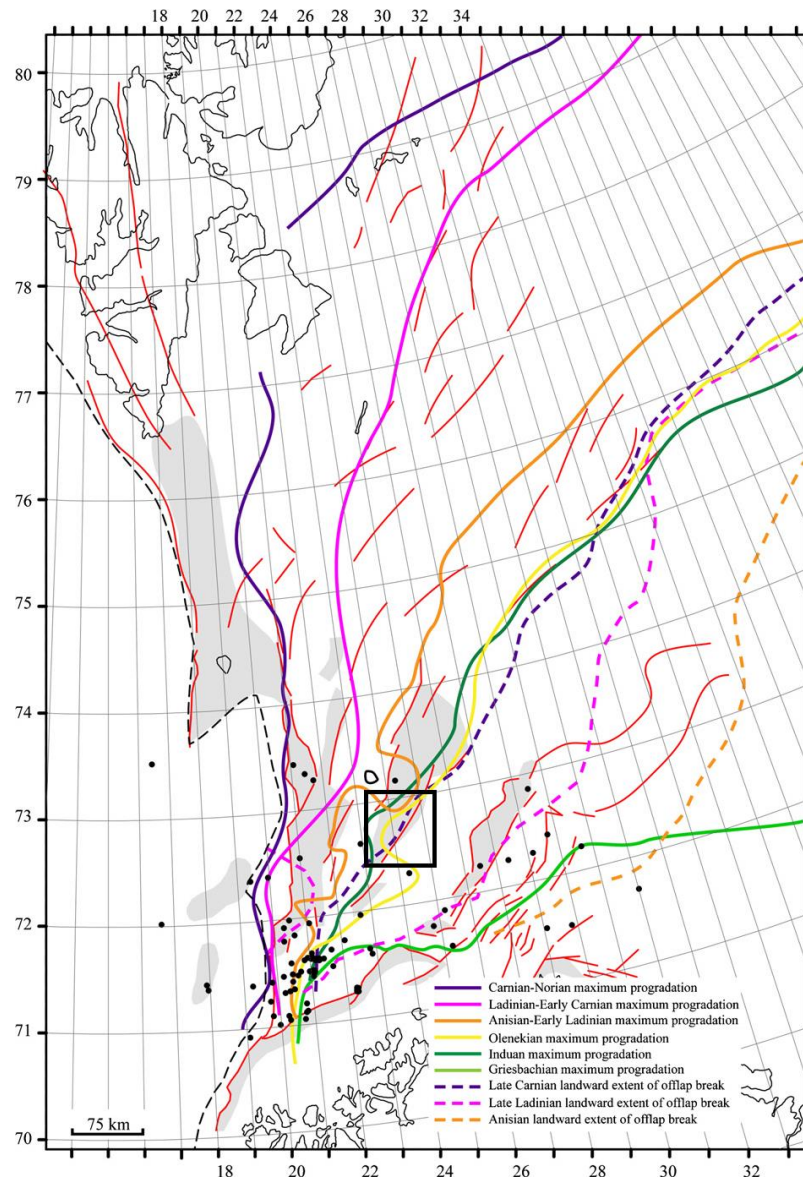 18 20 22 24 26 28 30 32 34
80
79
78
77
76
75
74
73
72
71
70
Carnian-Norian maximum progradation
Ladinian-Early Carnian maximum progradation
Anisian-Early Ladinian maximum progradation
Olenekian maximum progradation
Induan maximum progradation
Griesbachian maximum progradation
Late Carnian landward extent of offlap break
Late Ladinian landward extent of offlap break
Anisian landward extent of offlap break
75 km
18 20 22 24 26 28 30 32